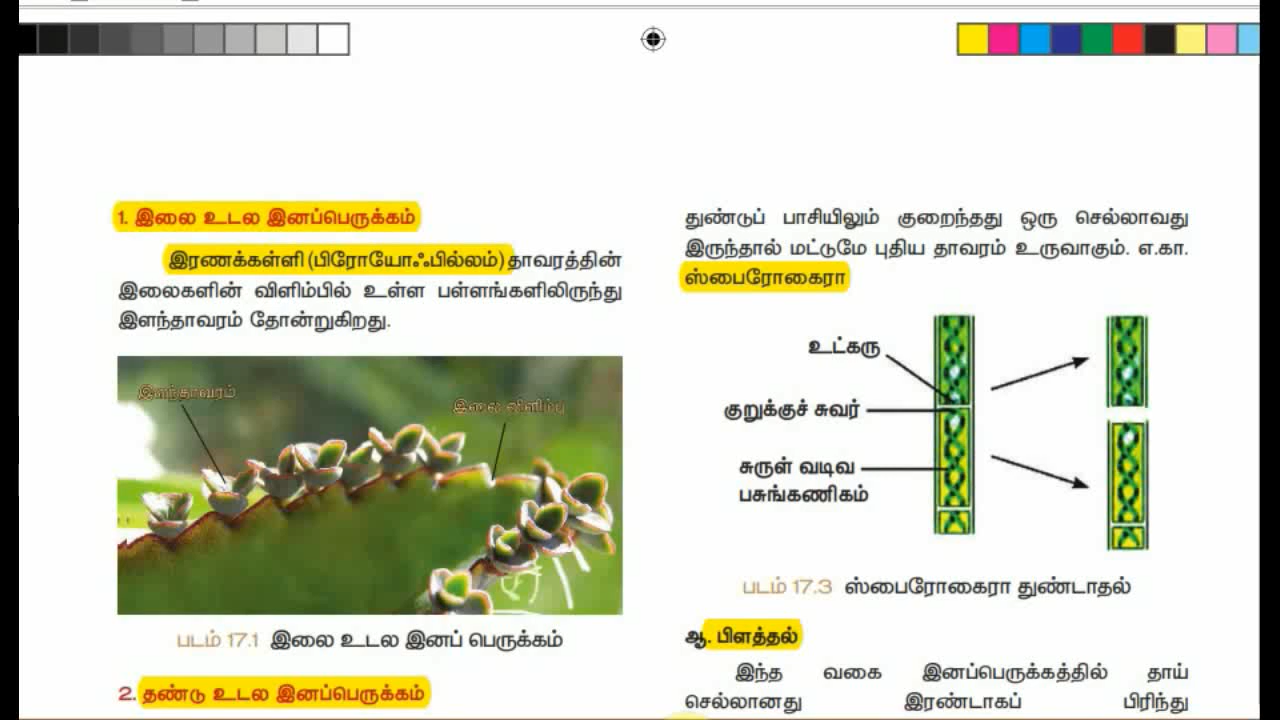 1. இலை உடல இனப்பெருக்கம்
இரணக்கள்ளி (பிரோயோஃபில்லம்) தாவரத்தின்
இலைகளின் விளிம்பில் உள்ள பள்ளங்களிலிருந்து
இளந்தாவரம் தோன்றுகிறது.
இளந்தாவரம்
இலை விளிம்பு
படம் 17.1 இலை உடல இனப் பெருக்கம்
2. தண்டு உடல இனப்பெருக்கம்
துண்டுப் பாசியிலும் குறைந்தது ஒரு செல்லாவது
இருந்தால் மட்டுமே புதிய தாவரம் உருவாகும். எ.கா.
ஸ்பைரோகைரா
உட்கரு
குறுக்குச் சுவர்
சுருள் வடிவ
பசுங்கணிகம்
படம் 17.3 ஸ்பைரோகைரா துண்டாதல்
ஆ. பிளத்தல்
இந்த வகை இனப்பெருக்கத்தில் தாய்
செல்லானது இரண்டாகப் பிரிந்து